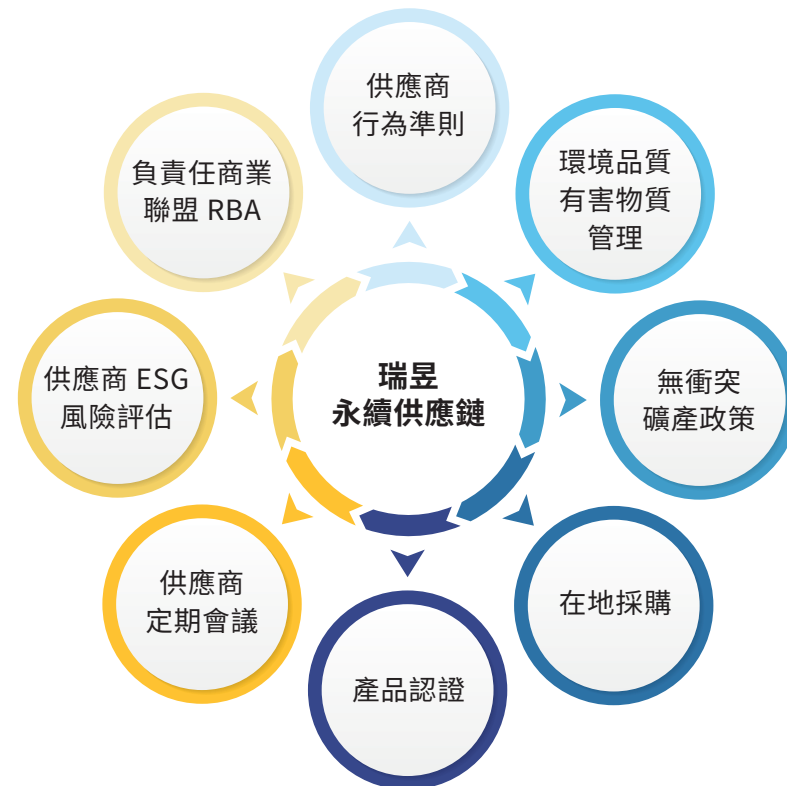 供應商
行為準則
環境品質
有害物質
管理
無衝突
礦產政策
在地採購
產品認證
供應商
定期會議
供應商 ESG
風險評估
負責任商業
聯盟 RBA
瑞昱
永續供應鏈